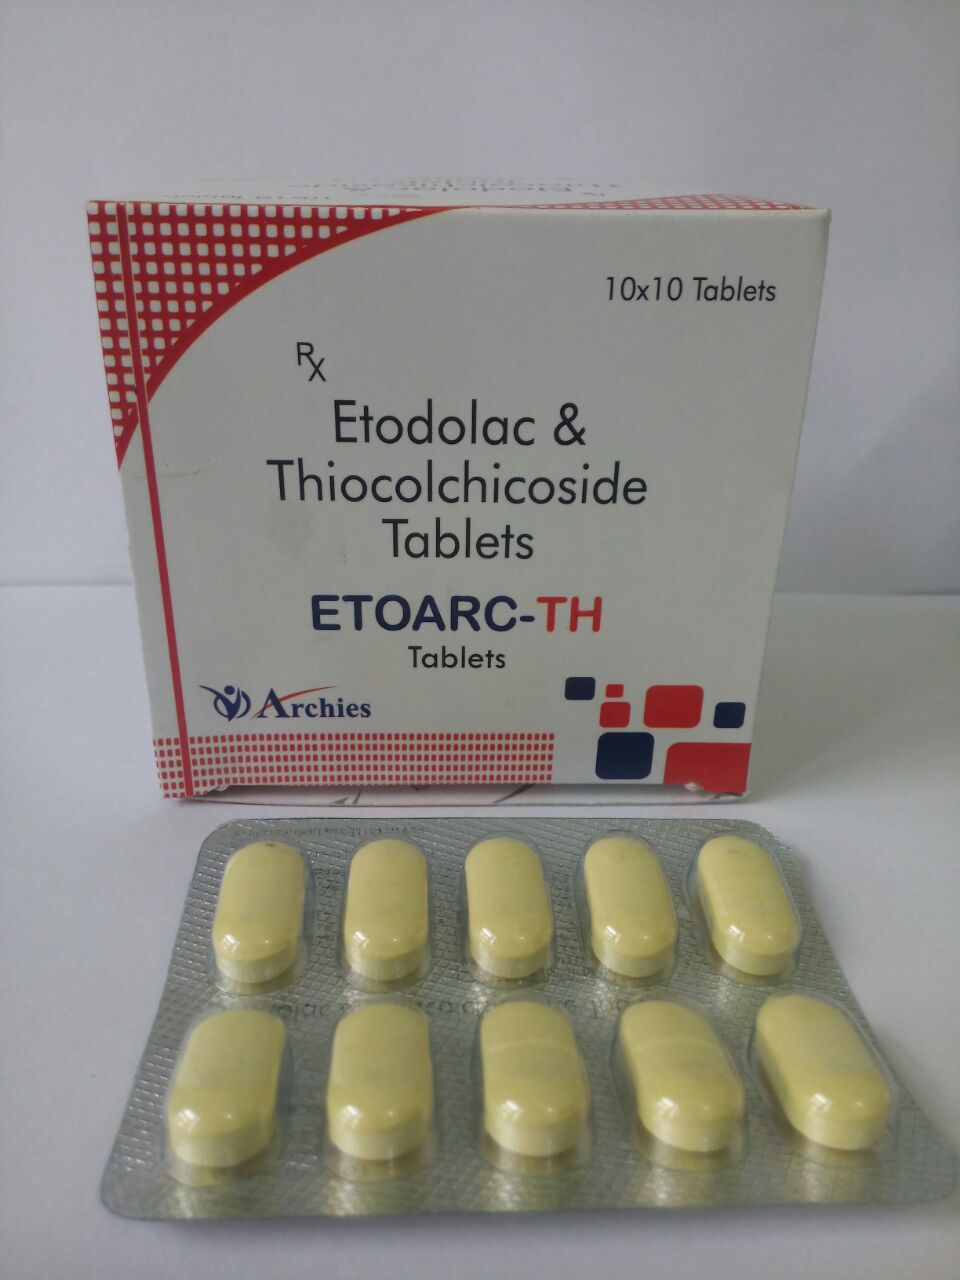 10x10 Tablets
Rx
Etodolac &
Thiocolchicoside
Tablets
ETOARC-TH
Tablets
Archies